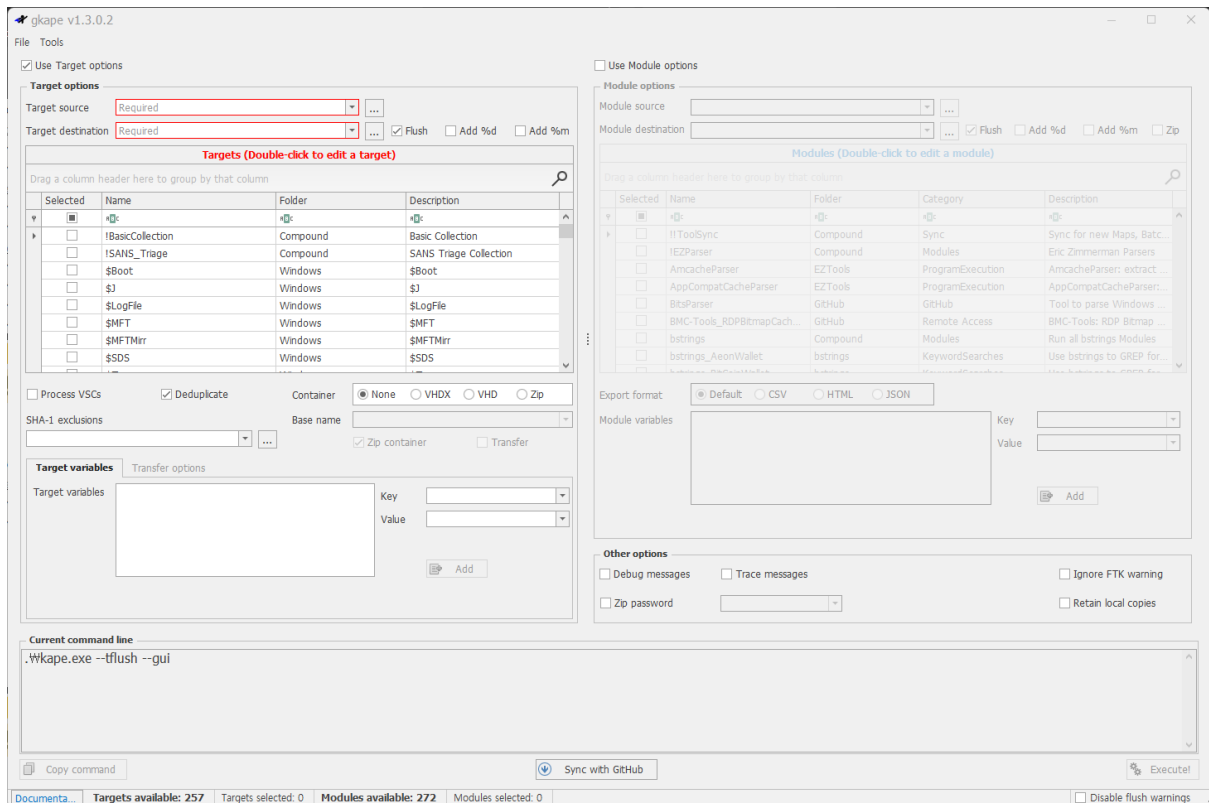 gkape v1.3.0.2
File Tools
Use Target options
Target options
Target source Required ...
Target destination Required ... Flush Add %d Add %m
Targets (Double-click to edit a target)
Drag a column header here to group by that column
Selected Name Folder Description
!BasicCollection Compound Basic Collection
!SANS_Triage Compound SANS Triage Collection
$Boot Windows $Boot
$J Windows $J
$LogFile Windows $LogFile
$MFT Windows $MFT
$MFTMirr Windows $MFTMirr
$SDS Windows $SDS
Process VSCs Deduplicate Container None VHDX VHD Zip
SHA-1 exclusions Base name
... Zip container Transfer
Target variables Transfer options
Target variables Key
Value
Add
Use Module options
Module options
Module source ...
Module destination ... Flush Add %d Add %m Zip
Modules (Double-click to edit a module)
Drag a column header here to group by that column
Selected Name Folder Category Description
!!ToolSync Compound Sync Sync for new Maps, Batc...
!EZParser Compound Modules Eric Zimmerman Parsers
AmcacheParser EZTools ProgramExecution AmcacheParser: extract ...
AppCompatCacheParser EZTools ProgramExecution AppCompatCacheParser:...
BitsParser GitHub GitHub Tool to parse Windows ...
BMC-Tools_RDPBitmapCach... GitHub Remote Access BMC-Tools: RDP Bitmap ...
bstrings Compound Modules Run all bstrings Modules
bstrings_AeonWallet bstrings KeywordSearches Use bstrings to GREP for...
Export format Default CSV HTML JSON
Module variables Key
Value
Add
Other options
Debug messages Trace messages Ignore FTK warning
Zip password Retain local copies
Current command line
.₩kape.exe --tflush --gui
Copy command Sync with GitHub Execute!
Documenta... Targets available: 257 Targets selected: 0 Modules available: 272 Modules selected: 0 Disable flush warnings